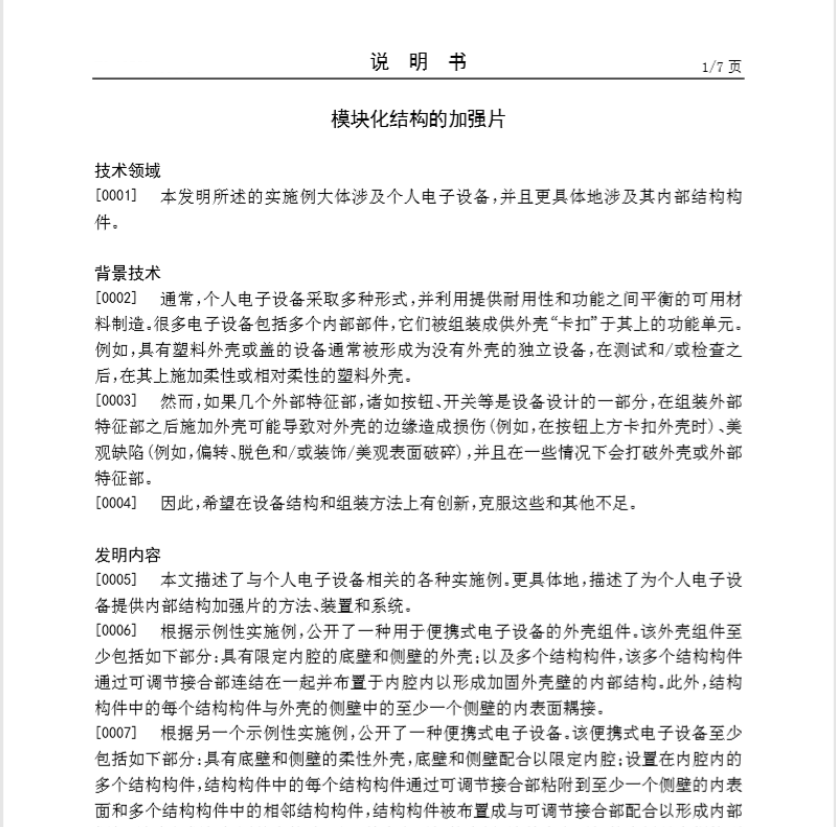 说 明 书
1/7 页
模块化结构的加强片
技术领域
[0001] 本发明所述的实施例大体涉及个人电子设备,并且更具体地涉及其内部结构构
件。
背景技术
[0002] 通常,个人电子设备采取多种形式,并利用提供耐用性和功能之间平衡的可用材
料制造。很多电子设备包括多个内部部件,它们被组装成供外壳“卡扣”于其上的功能单元。
例如,具有塑料外壳或盖的设备通常被形成为没有外壳的独立设备,在测试和/或检查之
后,在其上施加柔性或相对柔性的塑料外壳。
[0003] 然而,如果几个外部特征部,诸如按钮、开关等是设备设计的一部分,在组装外部
特征部之后施加外壳可能导致对外壳的边缘造成损伤(例如,在按钮上方卡扣外壳时)、美
观缺陷(例如,偏转、脱色和/或装饰/美观表面破碎),并且在一些情况下会打破外壳或外部
特征部。
[0004] 因此,希望在设备结构和组装方法上有创新,克服这些和其他不足。
发明内容
[0005] 本文描述了与个人电子设备相关的各种实施例。更具体地,描述了为个人电子设
备提供内部结构加强片的方法、装置和系统。
[0006] 根据示例性实施例,公开了一种用于便携式电子设备的外壳组件。该外壳组件至
少包括如下部分:具有限定内腔的底壁和侧壁的外壳;以及多个结构构件,该多个结构构件
通过可调节接合部连结在一起并布置于内腔内以形成加固外壳壁的内部结构。此外,结构
构件中的每个结构构件与外壳的侧壁中的至少一个侧壁的内表面耦接。
[0007] 根据另一个示例性实施例,公开了一种便携式电子设备。该便携式电子设备至少
包括如下部分:具有底壁和侧壁的柔性外壳,底壁和侧壁配合以限定内腔;设置在内腔内的
多个结构构件,结构构件中的每个结构构件通过可调节接合部粘附到至少一个侧壁的内表
面和多个结构构件中的相邻结构构件,结构构件被布置成与可调节接合部配合以形成内部